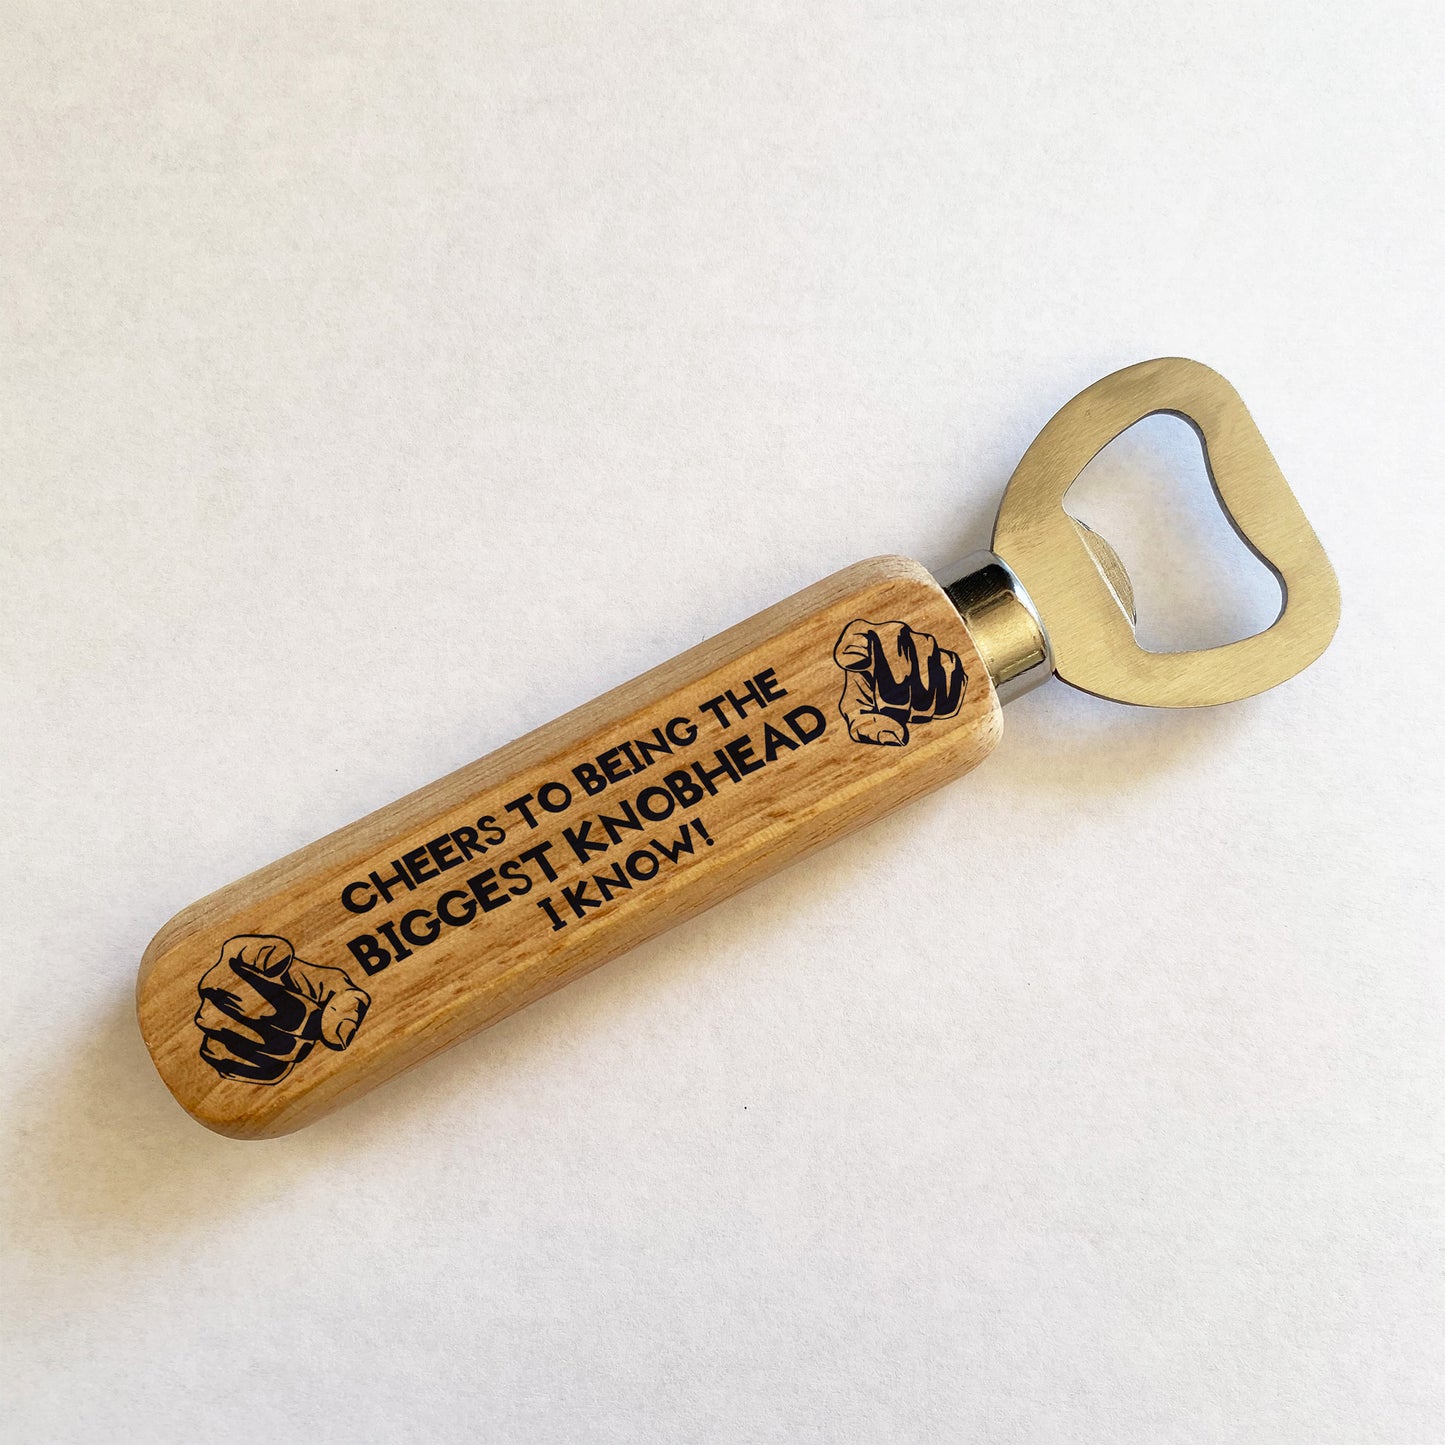 CHEERS TO BEING THE
BIGGEST KNOBHEAD
I KNOW!